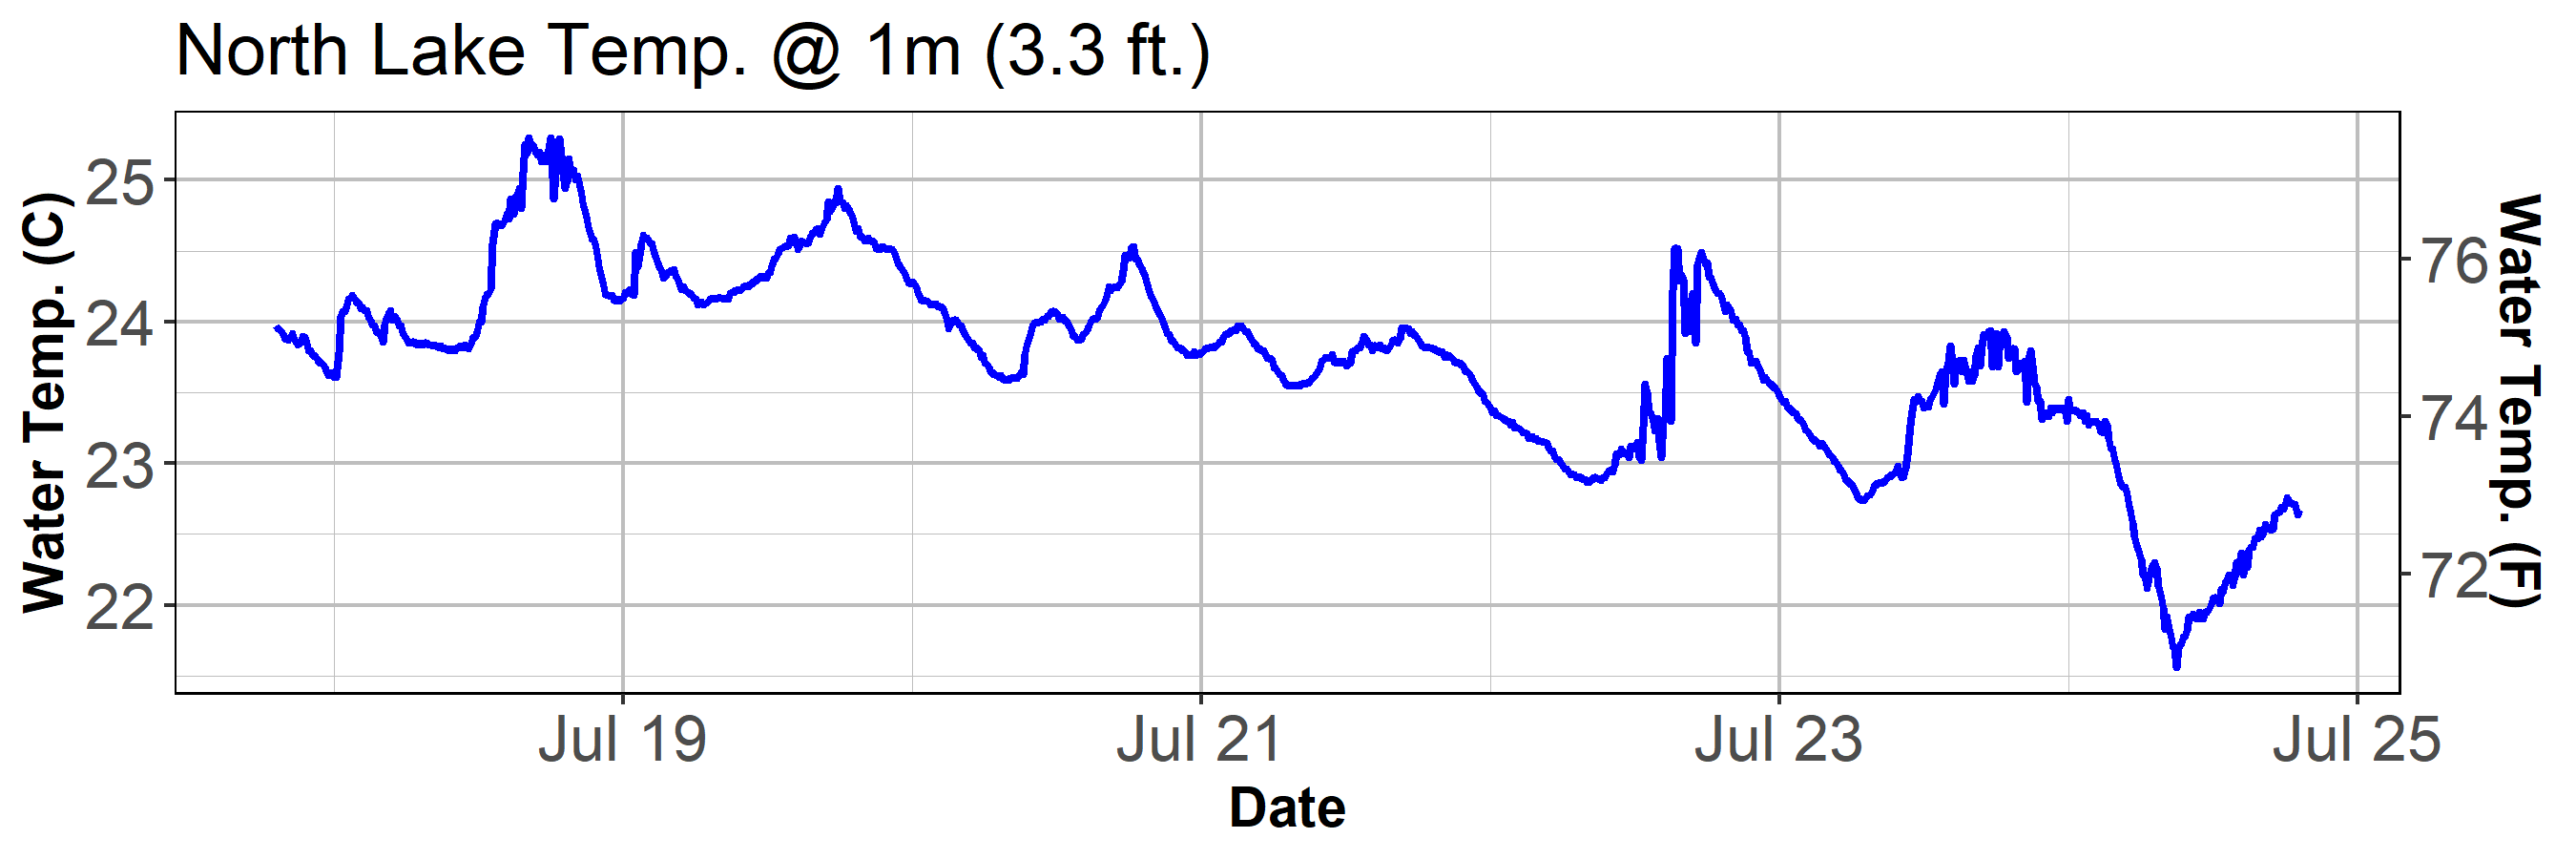 North Lake Temp. @ 1m (3.3 ft.)
Water Temp. (C)
25
24
23
22
76
74
72
Water Temp. (F)
Jul 19
Jul 21
Jul 23
Jul 25
Date